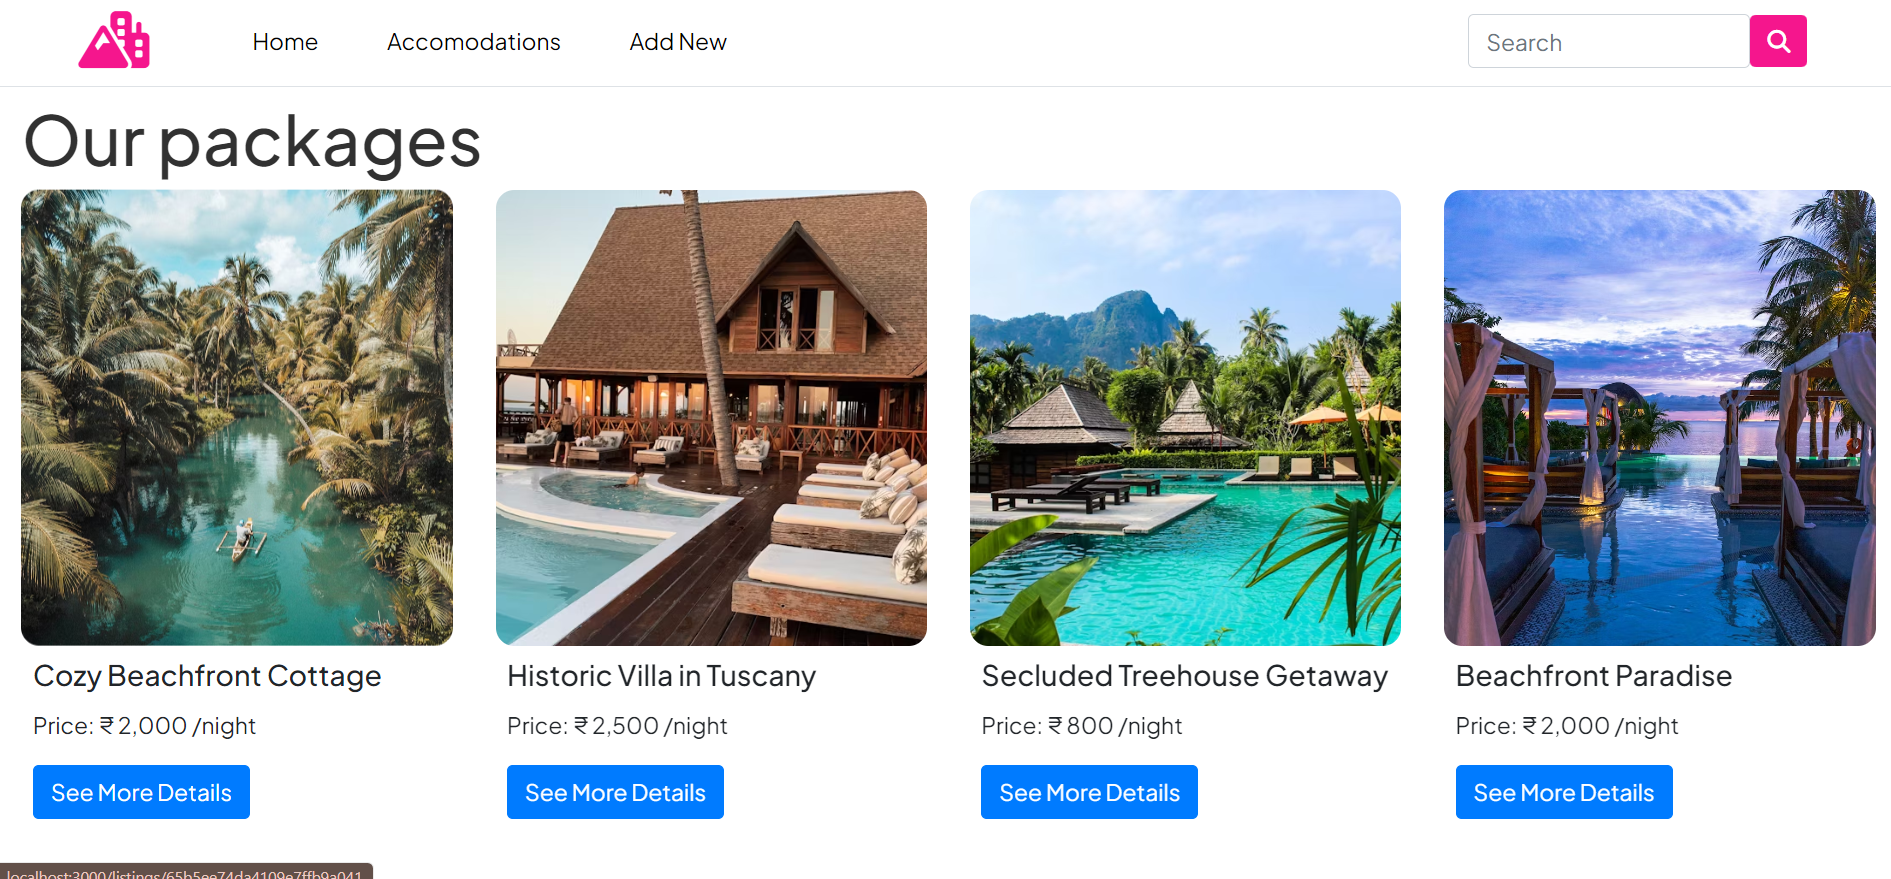 Home Accomodations Add New Search
Our packages
Cozy Beachfront Cottage
Price: ₹ 2,000 /night
See More Details
Historic Villa in Tuscany
Price: ₹ 2,500 /night
See More Details
Secluded Treehouse Getaway
Price: ₹ 800 /night
See More Details
Beachfront Paradise
Price: ₹ 2,000 /night
See More Details
localhost:3000/listings/65b5ee74da4109e7ffb9a041